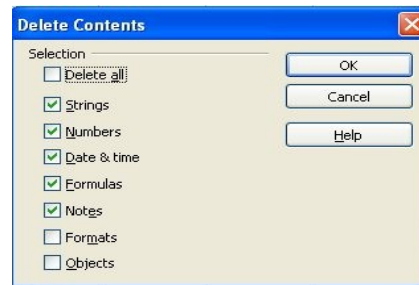 Delete Contents
Selection
Delete all
Strings
Numbers
Date & time
Formulas
Notes
Formats
Objects
OK
Cancel
Help